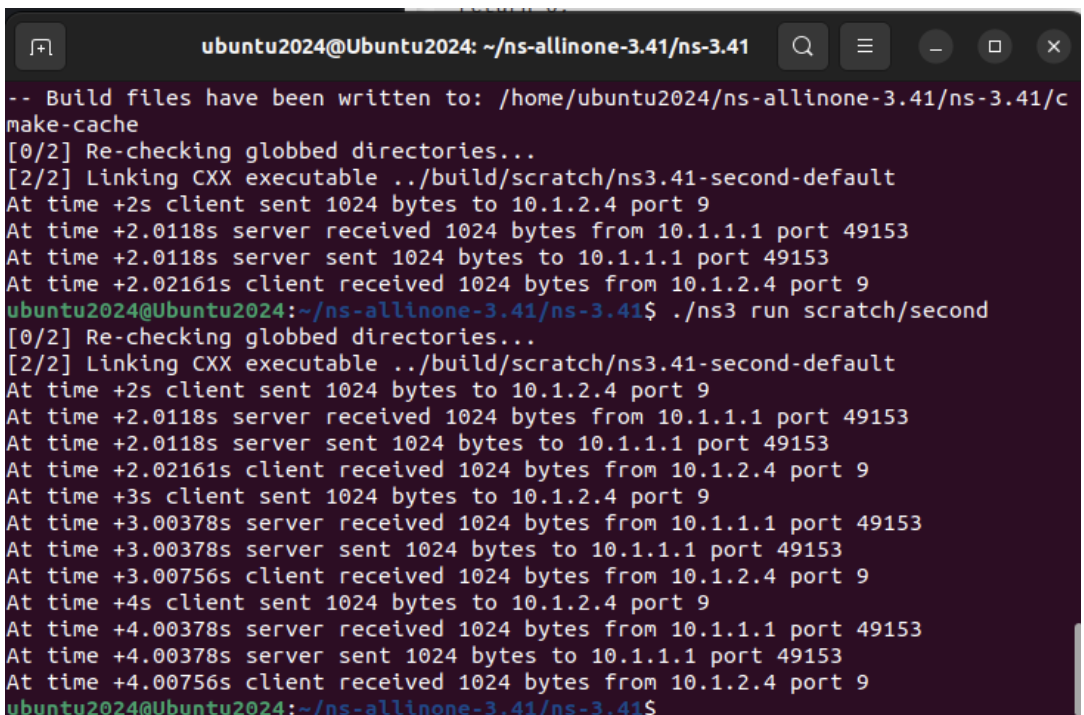 return 0;
ubuntu2024@Ubuntu2024: ~/ns-allinone-3.41/ns-3.41
-- Build files have been written to: /home/ubuntu2024/ns-allinone-3.41/ns-3.41/c
make-cache
[0/2] Re-checking globbed directories...
[2/2] Linking CXX executable ../build/scratch/ns3.41-second-default
At time +2s client sent 1024 bytes to 10.1.2.4 port 9
At time +2.0118s server received 1024 bytes from 10.1.1.1 port 49153
At time +2.0118s server sent 1024 bytes to 10.1.1.1 port 49153
At time +2.02161s client received 1024 bytes from 10.1.2.4 port 9
ubuntu2024@Ubuntu2024:~/ns-allinone-3.41/ns-3.41$ ./ns3 run scratch/second
[0/2] Re-checking globbed directories...
[2/2] Linking CXX executable ../build/scratch/ns3.41-second-default
At time +2s client sent 1024 bytes to 10.1.2.4 port 9
At time +2.0118s server received 1024 bytes from 10.1.1.1 port 49153
At time +2.0118s server sent 1024 bytes to 10.1.1.1 port 49153
At time +2.02161s client received 1024 bytes from 10.1.2.4 port 9
At time +3s client sent 1024 bytes to 10.1.2.4 port 9
At time +3.00378s server received 1024 bytes from 10.1.1.1 port 49153
At time +3.00378s server sent 1024 bytes to 10.1.1.1 port 49153
At time +3.00756s client received 1024 bytes from 10.1.2.4 port 9
At time +4s client sent 1024 bytes to 10.1.2.4 port 9
At time +4.00378s server received 1024 bytes from 10.1.1.1 port 49153
At time +4.00378s server sent 1024 bytes to 10.1.1.1 port 49153
At time +4.00756s client received 1024 bytes from 10.1.2.4 port 9
ubuntu2024@Ubuntu2024:~/ns-allinone-3.41/ns-3.41$